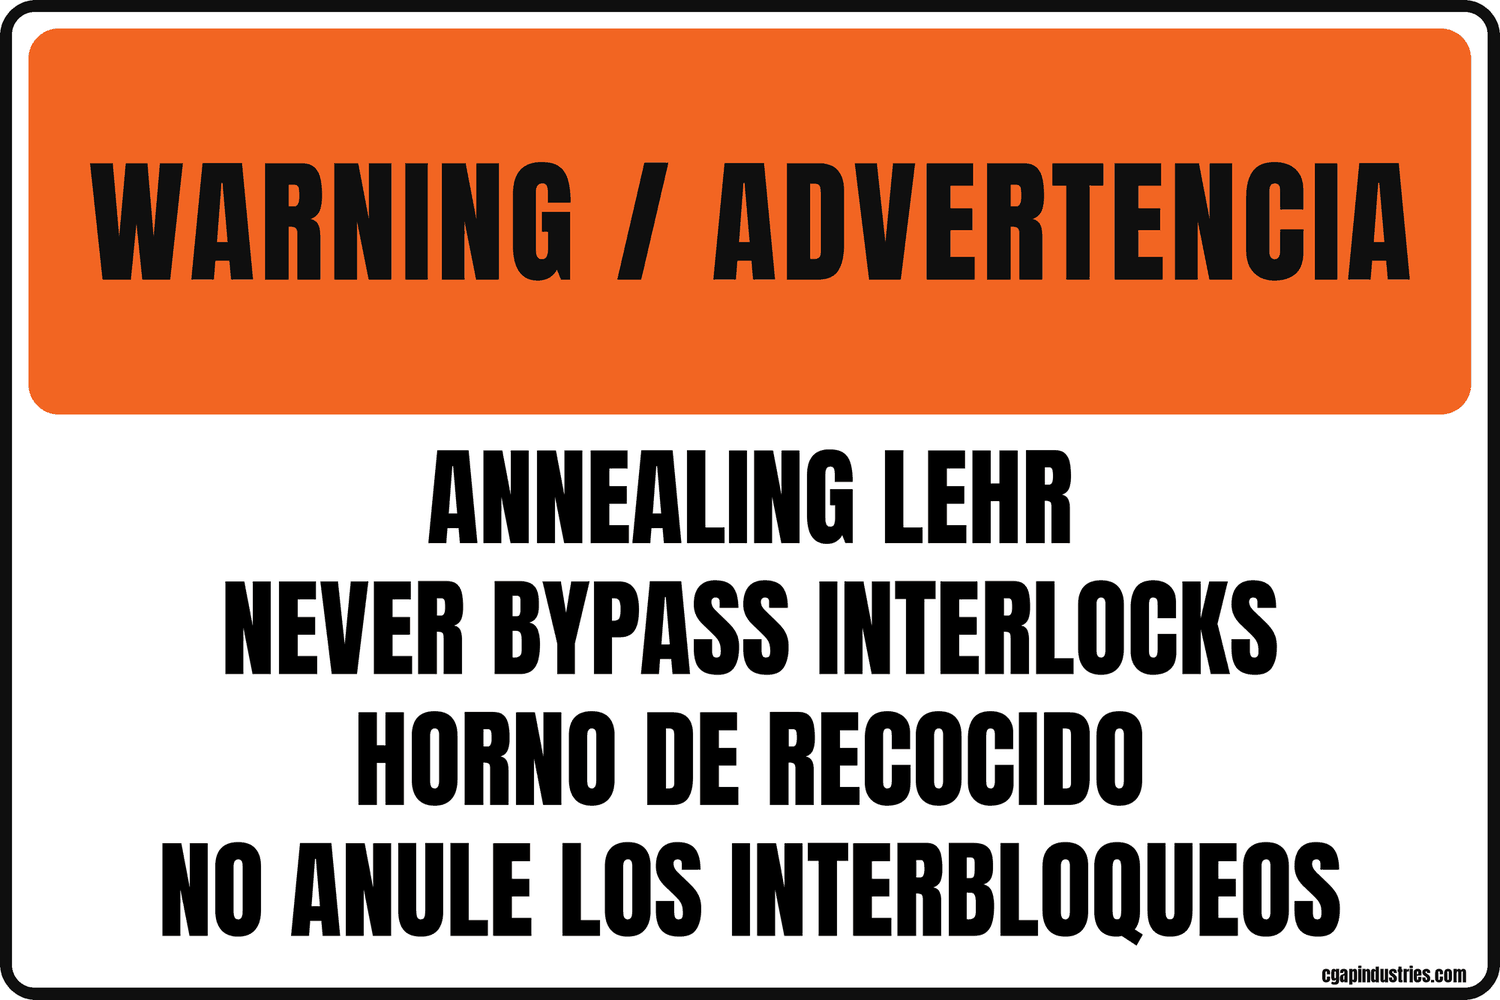 WARNING / ADVERTENCIA
ANNEALING LEHR
NEVER BYPASS INTERLOCKS
HORNO DE RECOCIDO
NO ANULE LOS INTERBLOQUEOS
cgapindustries.com